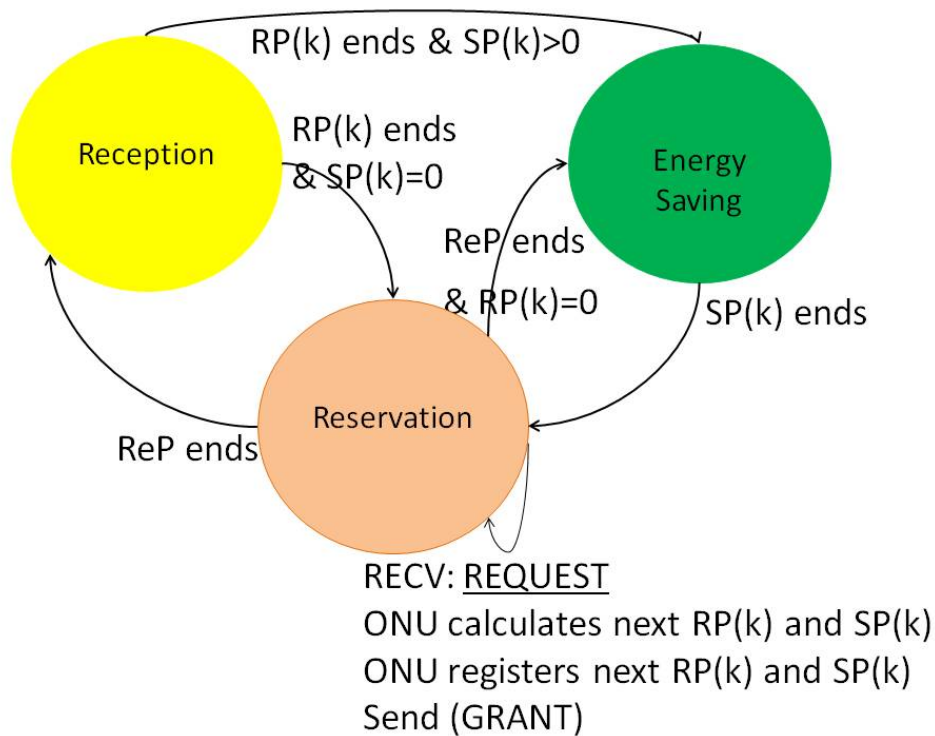 RP(k) ends & SP(k)>0
Reception
RP(k) ends
& SP(k)=0
Energy
Saving
ReP ends
& RP(k)=0
SP(k) ends
Reservation
ReP ends
RECV: REQUEST
ONU calculates next RP(k) and SP(k)
ONU registers next RP(k) and SP(k)
Send (GRANT)